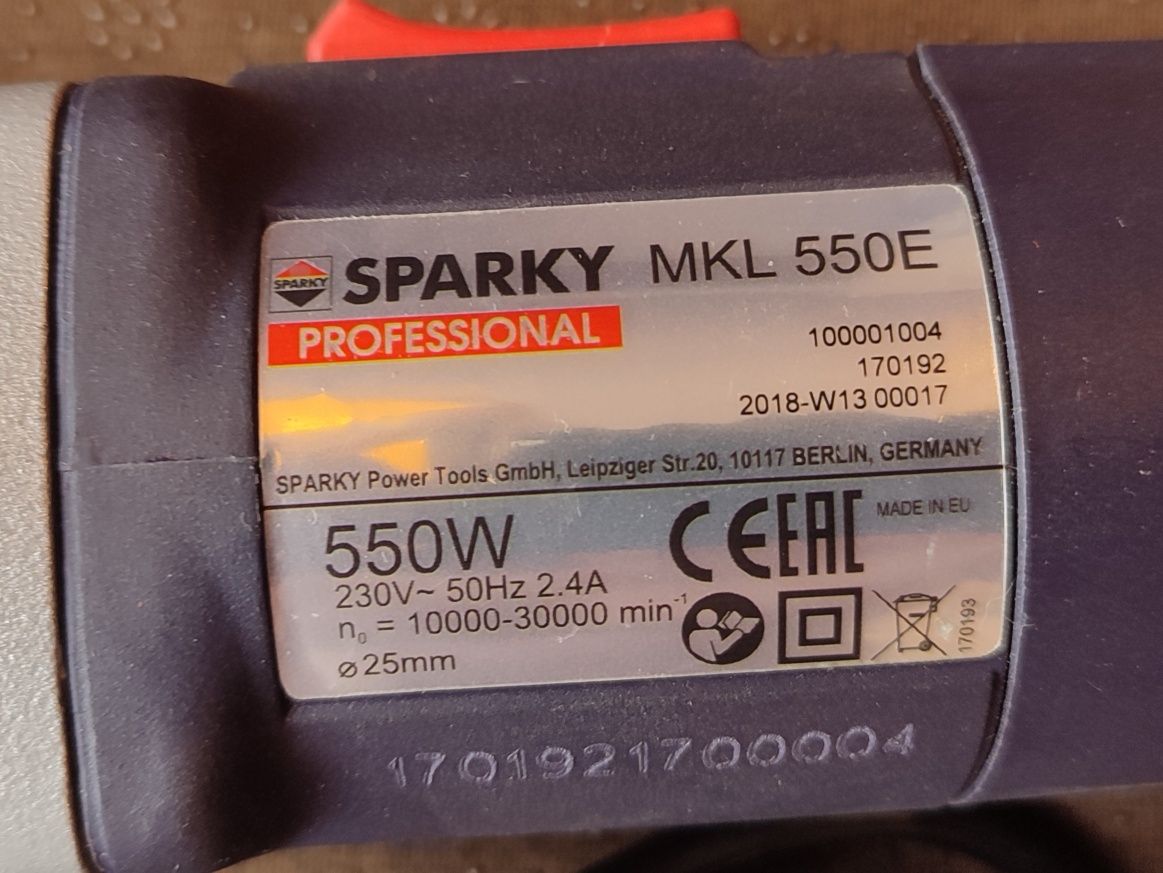 SPARKY SPARKY MKL 550E
PROFESSIONAL
100001004
170192
2018-W13 00017
SPARKY Power Tools GmbH, Leipziger Str.20, 10117 BERLIN, GERMANY
550W
230V~ 50Hz 2.4A
n₀ = 10000-30000 min⁻¹
⌀25mm
CE EAC MADE IN EU
170193
1701921700004